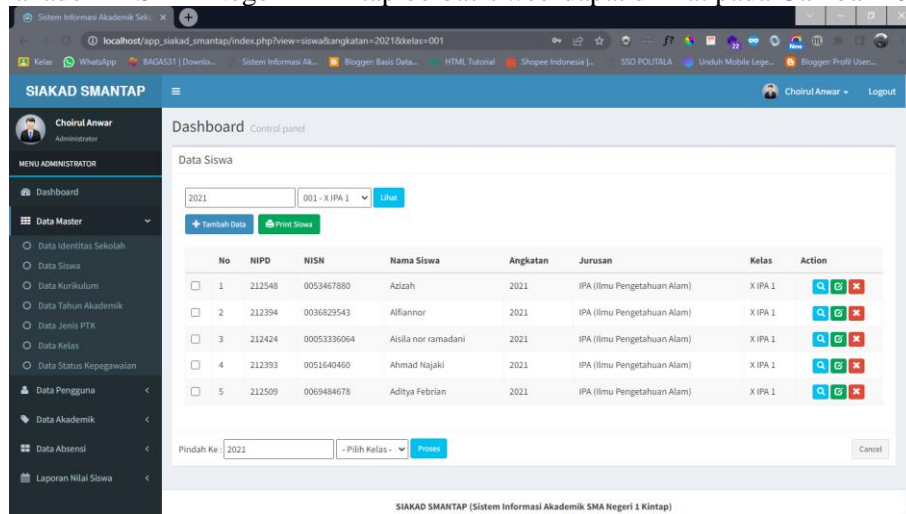 Sistem Informasi Akademik Seko
localhost/app_siakad_smantap/index.php?view=siswa&angkatan=2021&kelas=001
Kelas WhatsApp BAGAS31 | Downlo... Sistem Informasi Ak... Blogger Basis Data... HTML Tutorial Shopee Indonesia |... SSO POLITALA Unduh Mobile Lege... Blogger Profil User...
SIAKAD SMANTAP
Choirul Anwar Logout
Choirul Anwar
Administrator
MENU ADMINISTRATOR
Dashboard
Data Master
Data Identitas Sekolah
Data Siswa
Data Kurikulum
Data Tahun Akademik
Data Jenis PTK
Data Kelas
Data Status Kepegawaian
Data Pengguna
Data Akademik
Data Absensi
Laporan Nilai Siswa
Dashboard Control panel
Data Siswa
2021 001 - X IPA 1 Lihat
Tambah Data Print Siswa
No NIPD NISN Nama Siswa Angkatan Jurusan Kelas Action
1 212548 0053467880 Azizah 2021 IPA (Ilmu Pengetahuan Alam) X IPA 1
2 212394 0036829543 Alfiannor 2021 IPA (Ilmu Pengetahuan Alam) X IPA 1
3 212424 00053336064 Aisila nor ramadani 2021 IPA (Ilmu Pengetahuan Alam) X IPA 1
4 212393 0051640460 Ahmad Najaki 2021 IPA (Ilmu Pengetahuan Alam) X IPA 1
5 212509 0069484678 Aditya Febrian 2021 IPA (Ilmu Pengetahuan Alam) X IPA 1
Pindah Ke : 2021 - Pilih Kelas - Proses Cancel
SIAKAD SMANTAP (Sistem Informasi Akademik SMA Negeri 1 Kintap)